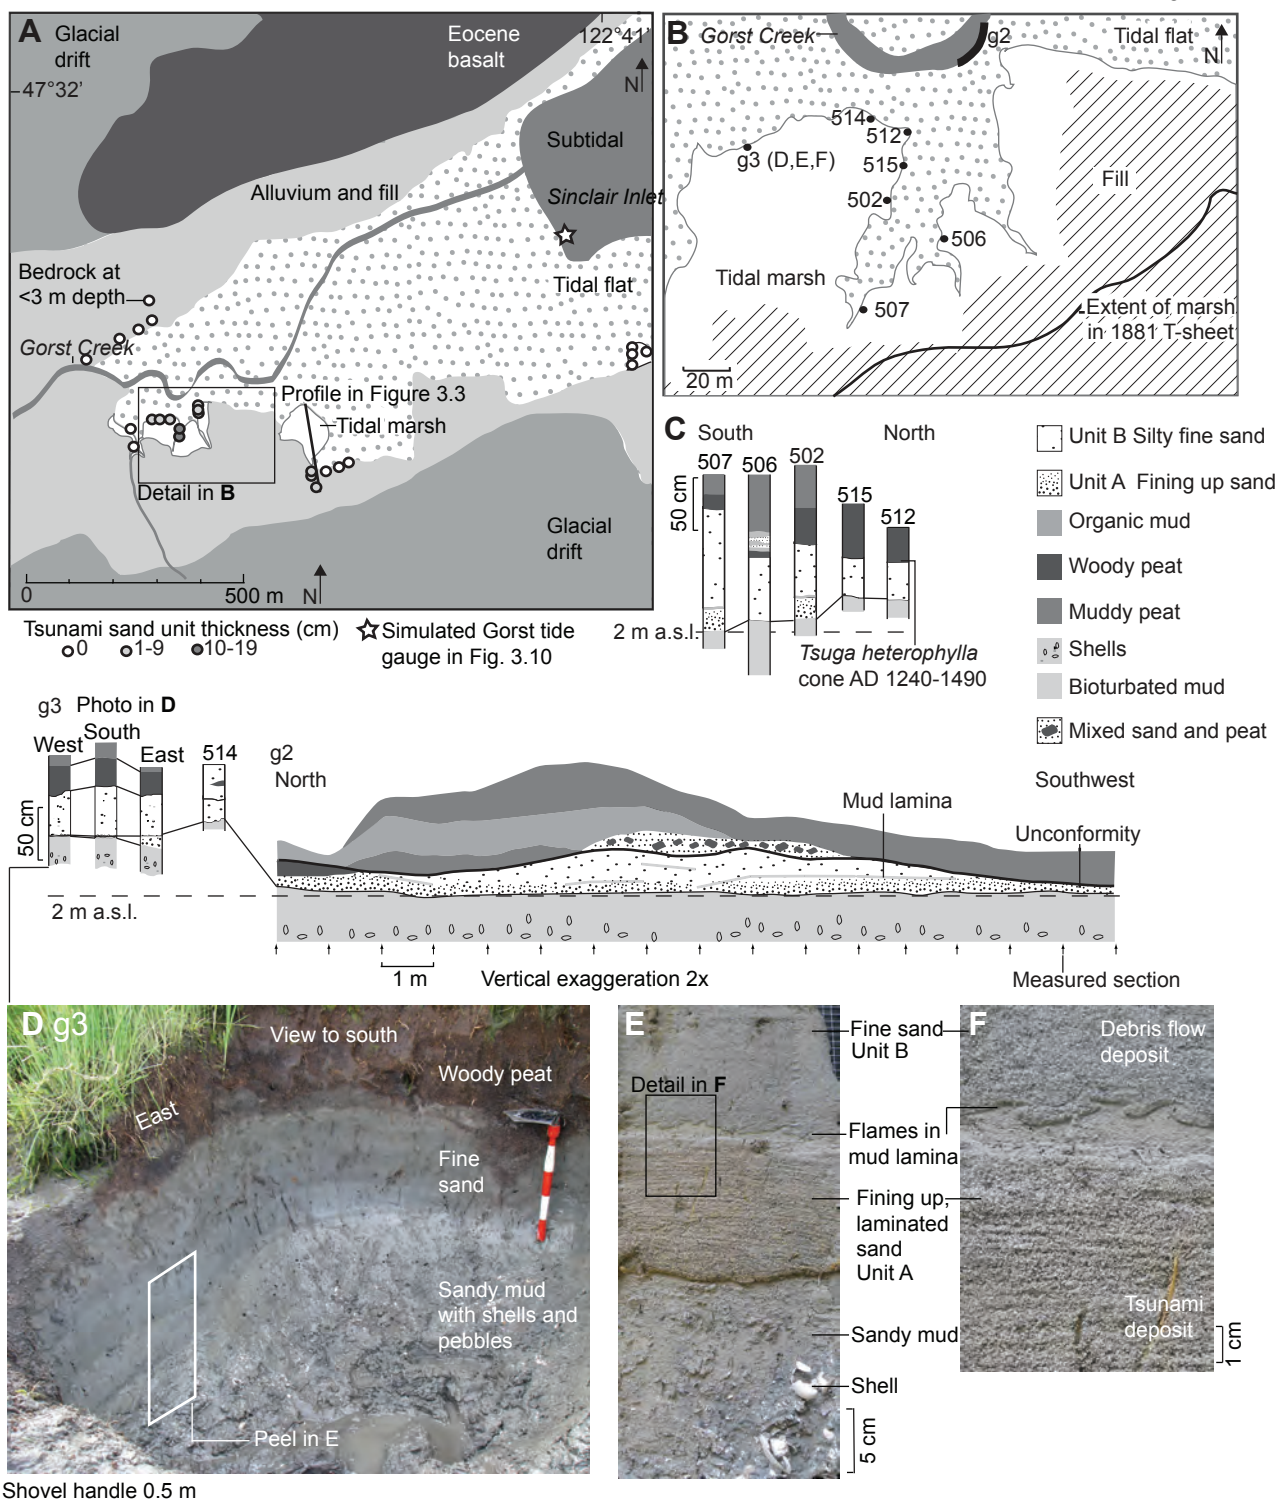 A
Glacial
drift
Eocene
basalt
122°41'
47°32'
N
Subtidal
Sinclair Inlet
Alluvium and fill
Tidal flat
Bedrock at
<3 m depth
Gorst Creek
Profile in Figure 3.3
Tidal marsh
Detail in B
Glacial
drift
0
500 m
N
Tsunami sand unit thickness (cm)
0
1-9
10-19
Simulated Gorst tide
gauge in Fig. 3.10
B
Gorst Creek
g2
Tidal flat
N
514
512
g3 (D,E,F)
515
502
506
507
Fill
Tidal marsh
Extent of marsh
in 1881 T-sheet
20 m
C
South
North
507
506
502
515
512
50 cm
2 m a.s.l.
Tsuga heterophylla
cone AD 1240-1490
Unit B Silty fine sand
Unit A Fining up sand
Organic mud
Woody peat
Muddy peat
Shells
Bioturbated mud
Mixed sand and peat
g3 Photo in D
West
South
East
514
g2
North
Southwest
Mud lamina
Unconformity
50 cm
2 m a.s.l.
1 m
Vertical exaggeration 2x
Measured section
D g3
View to south
Woody peat
East
Fine
sand
Sandy mud
with shells and
pebbles
Peel in E
Shovel handle 0.5 m
E
Detail in F
Fine sand
Unit B
Flames in
mud lamina
Fining up,
laminated
sand
Unit A
Sandy mud
Shell
5 cm
F
Debris flow
deposit
Tsunami
deposit
1 cm